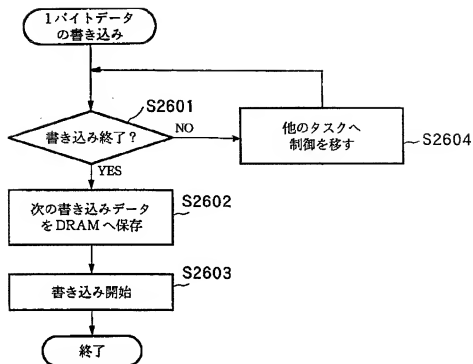 1バイトデータ
の書き込み
S2601
書き込み終了？
NO
他のタスクへ
制御を移す
S2604
YES
次の書き込みデータ
をDRAMへ保存
S2602
S2603
書き込み開始
終了